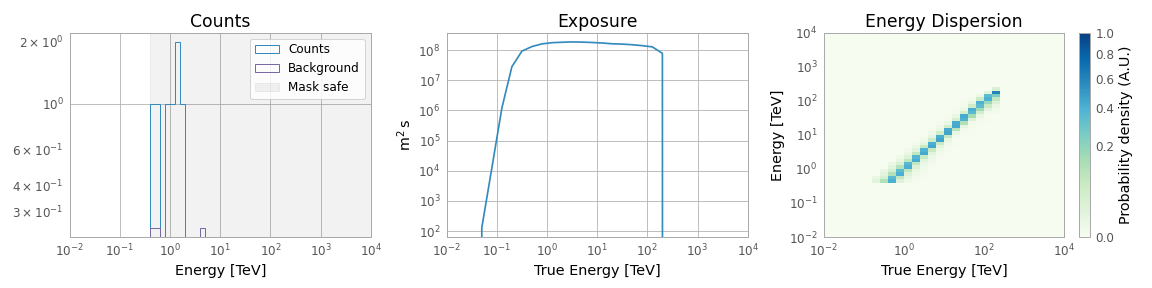 Counts
2 × 10⁰
10⁰
6 × 10⁻¹
4 × 10⁻¹
3 × 10⁻¹
Counts
Background
Mask safe
10⁻² 10⁻¹ 10⁰ 10¹ 10² 10³ 10⁴
Energy [TeV]
Exposure
m² s
10⁸
10⁷
10⁶
10⁵
10⁴
10³
10²
10⁻² 10⁻¹ 10⁰ 10¹ 10² 10³ 10⁴
True Energy [TeV]
Energy Dispersion
Energy [TeV]
10⁴
10³
10²
10¹
10⁰
10⁻¹
10⁻²
10⁻² 10⁰ 10² 10⁴
True Energy [TeV]
1.0
0.8
0.6
0.4
0.2
0.0
Probability density (A.U.)